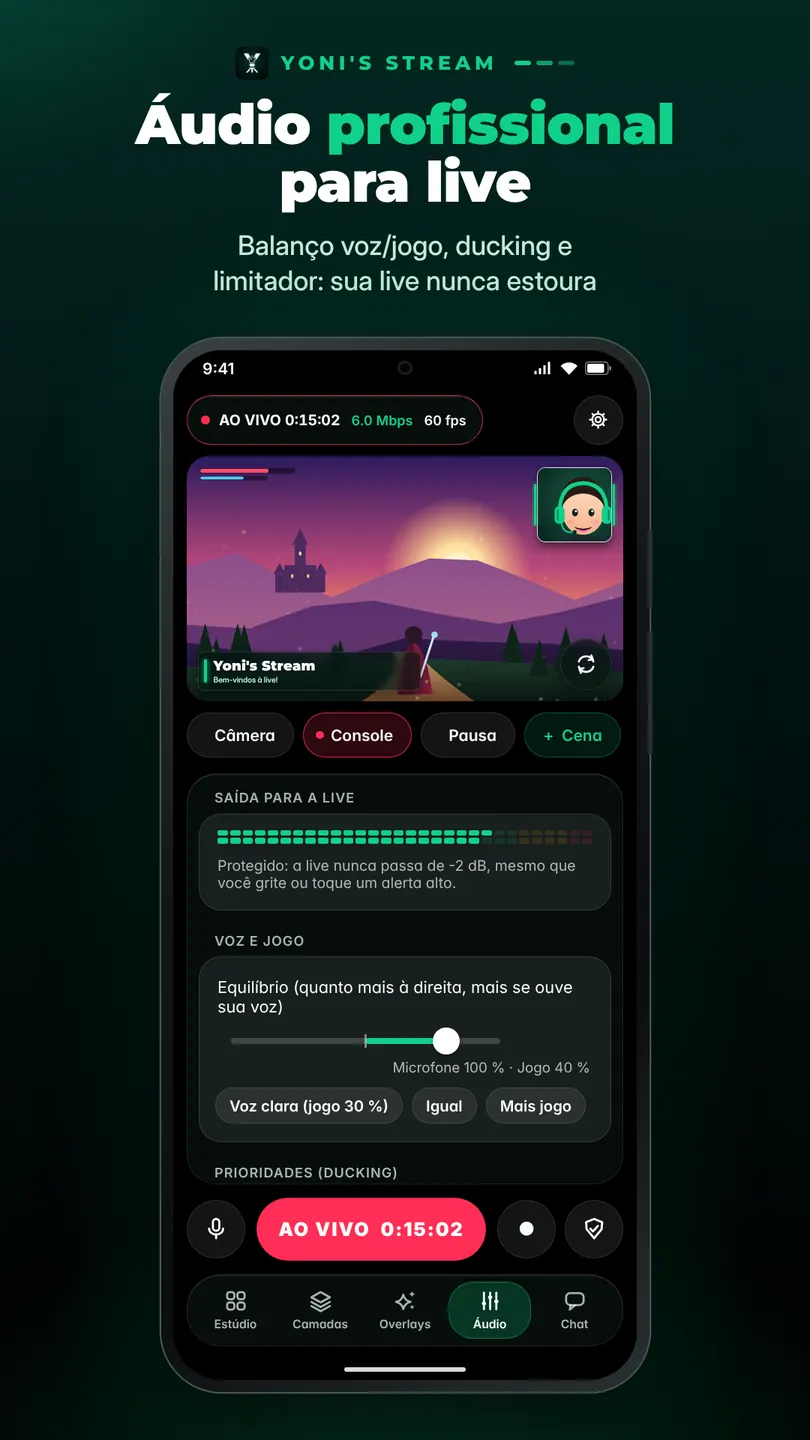 YONI'S STREAM
Áudio profissional
para live
Balanço voz/jogo, ducking e
limitador: sua live nunca estoura
9:41
AO VIVO 0:15:02 6.0 Mbps 60 fps
Yoni's Stream
Bem-vindos à live!
Câmera Console Pausa + Cena
SAÍDA PARA A LIVE
Protegido: a live nunca passa de -2 dB, mesmo que
você grite ou toque um alerta alto.
VOZ E JOGO
Equilíbrio (quanto mais à direita, mais se ouve
sua voz)
Microfone 100 % · Jogo 40 %
Voz clara (jogo 30 %) Igual Mais jogo
PRIORIDADES (DUCKING)
AO VIVO 0:15:02
Estúdio Camadas Overlays Áudio Chat